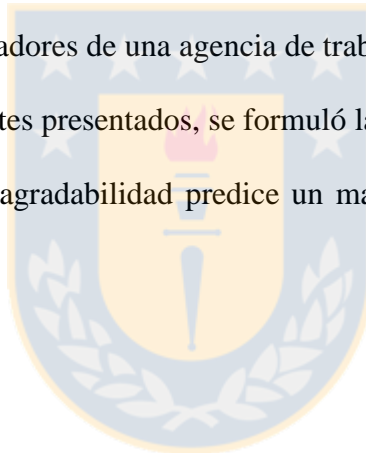 adores de una agencia de trab
tes presentados, se formuló la
agradabilidad predice un ma